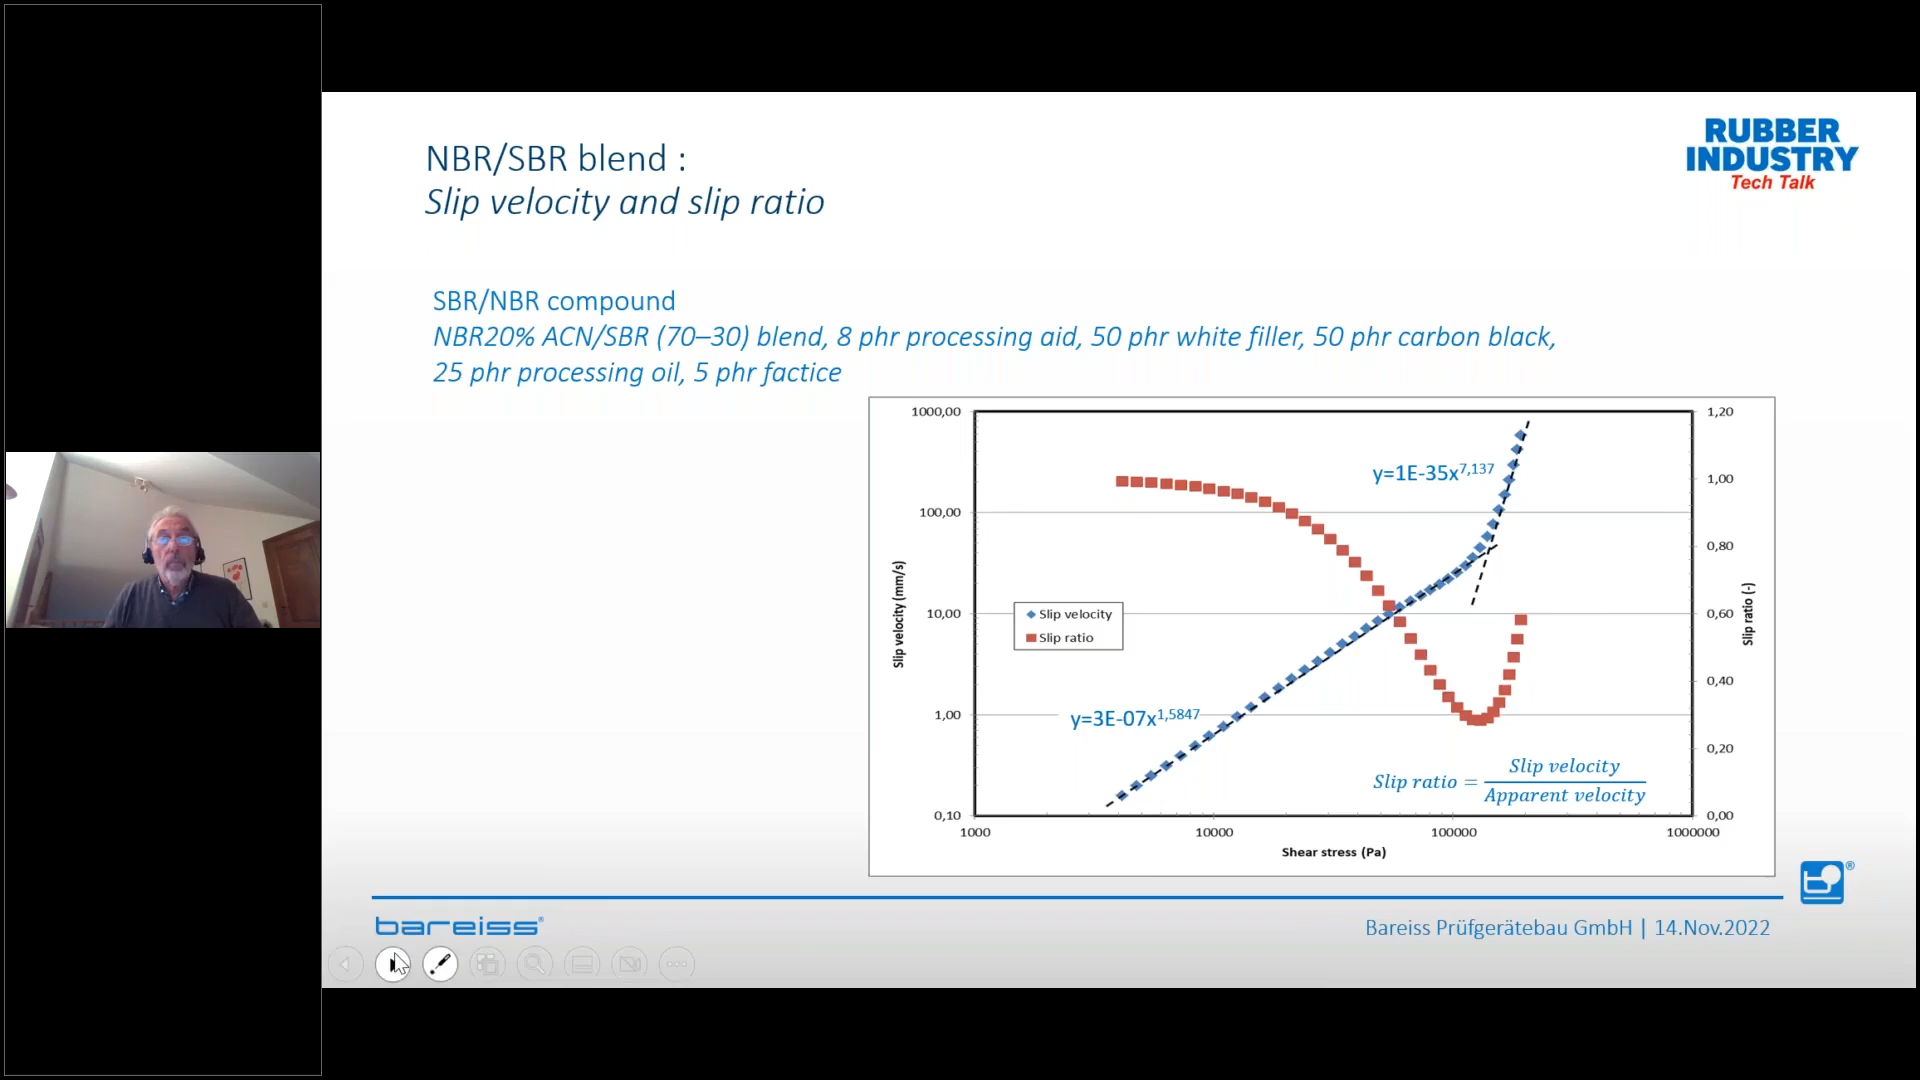 RUBBER
INDUSTRY
Tech Talk
NBR/SBR blend :
Slip velocity and slip ratio
SBR/NBR compound
NBR20% ACN/SBR (70–30) blend, 8 phr processing aid, 50 phr white filler, 50 phr carbon black,
25 phr processing oil, 5 phr factice
1000,00
100,00
10,00
1,00
0,10
Slip velocity (mm/s)
1,20
1,00
0,80
0,60
0,40
0,20
0,00
Slip ratio (-)
y=1E-35x7,137
Slip velocity
Slip ratio
y=3E-07x1,5847
Slip ratio = Slip velocity
Apparent velocity
1000 10000 100000 1000000
Shear stress (Pa)
bareiss®
Bareiss Prüfgerätebau GmbH | 14.Nov.2022
®